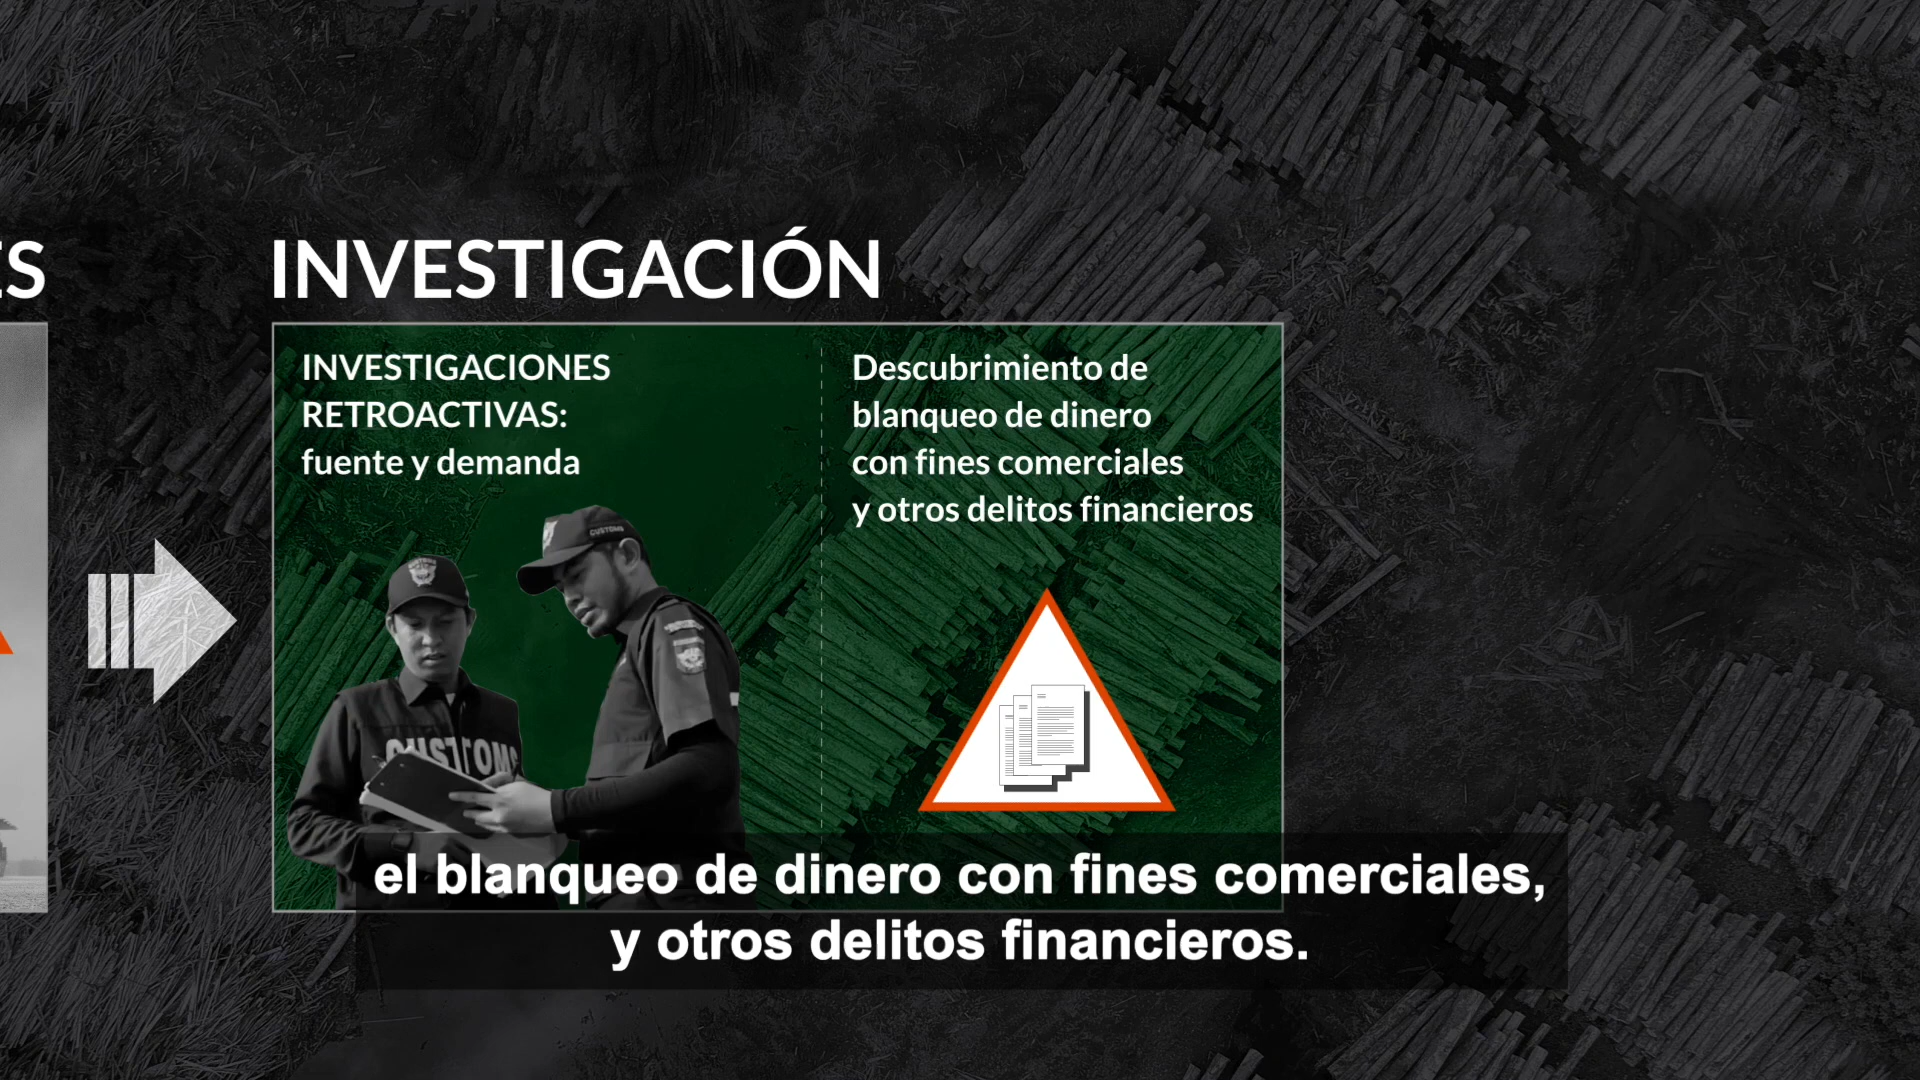 ES
INVESTIGACIÓN
INVESTIGACIONES
RETROACTIVAS:
fuente y demanda
Descubrimiento de
blanqueo de dinero
con fines comerciales
y otros delitos financieros
CUSTOMS
CUSTOMS
el blanqueo de dinero con fines comerciales,
y otros delitos financieros.